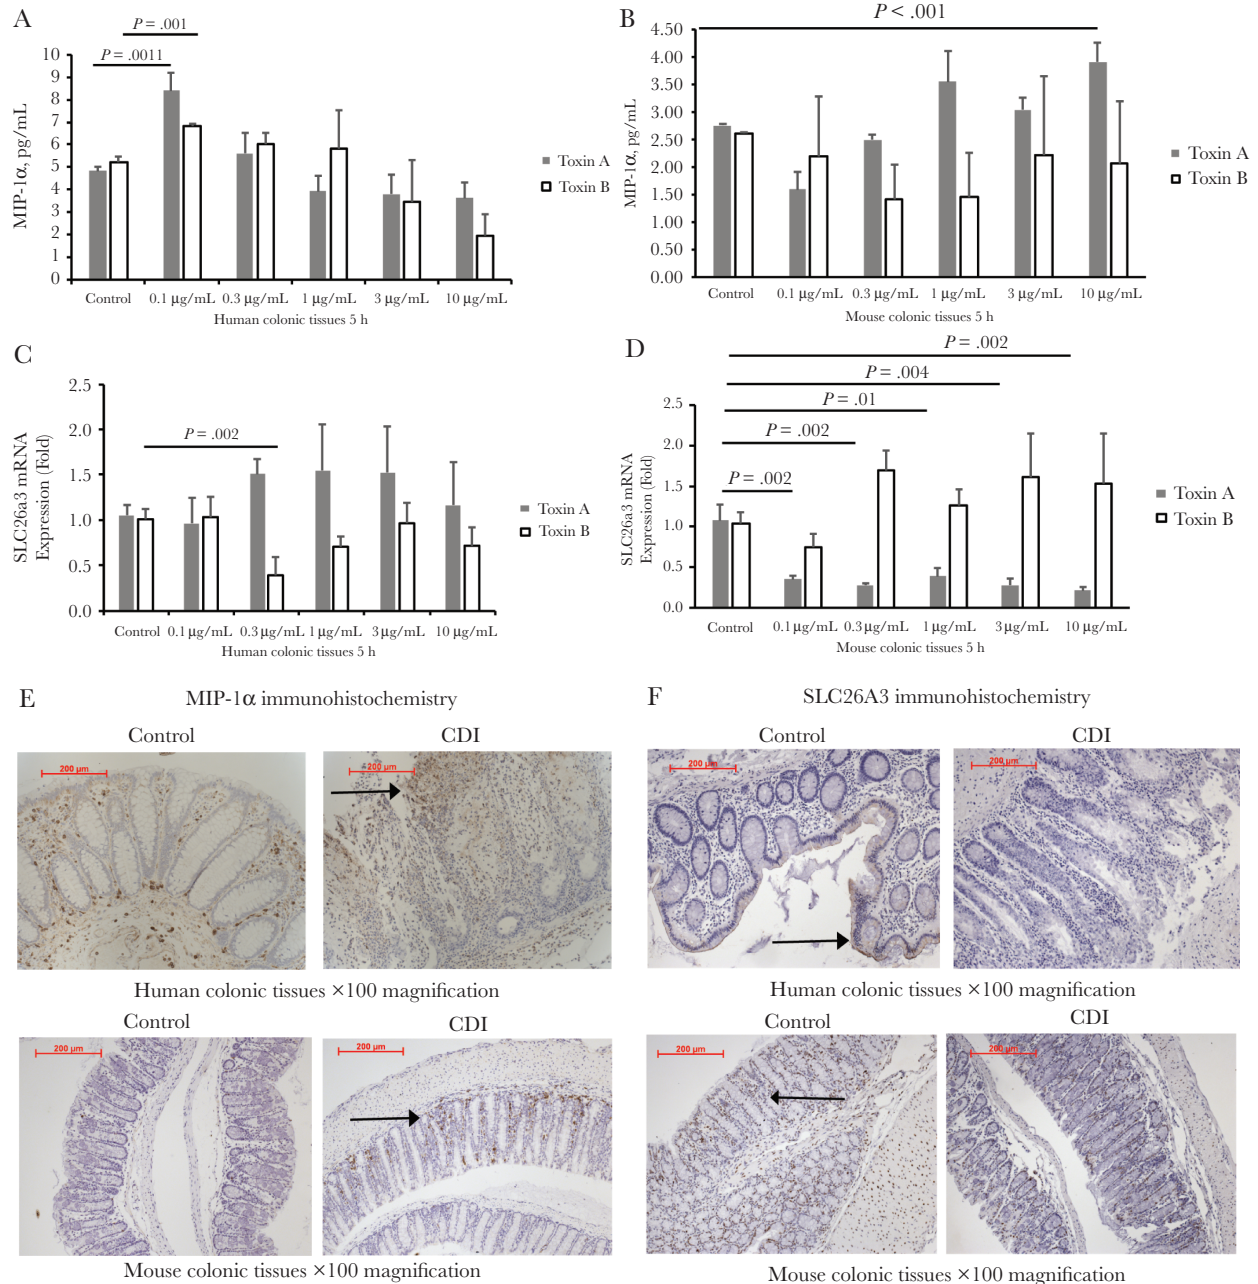 A
P = .001
P = .0011
10
9
8
7
6
5
4
3
2
1
0
MIP-1α, pg/mL
Control
0.1 µg/mL
0.3 µg/mL
1 µg/mL
3 µg/mL
10 µg/mL
Human colonic tissues 5 h
Toxin A
Toxin B
B
P < .001
4.50
4.00
3.50
3.00
2.50
2.00
1.50
1.00
0.50
0.00
MIP-1α, pg/mL
Control
0.1 µg/mL
0.3 µg/mL
1 µg/mL
3 µg/mL
10 µg/mL
Mouse colonic tissues 5 h
Toxin A
Toxin B
C
2.5
2.0
1.5
1.0
0.5
0.0
SLC26a3 mRNA
Expression (Fold)
P = .002
Control
0.1 µg/mL
0.3 µg/mL
1 µg/mL
3 µg/mL
10 µg/mL
Human colonic tissues 5 h
Toxin A
Toxin B
D
P = .002
P = .004
P = .01
P = .002
P = .002
2.5
2.0
1.5
1.0
0.5
0.0
SLC26a3 mRNA
Expression (Fold)
Control
0.1 µg/mL
0.3 µg/mL
1 µg/mL
3 µg/mL
10 µg/mL
Mouse colonic tissues 5 h
Toxin A
Toxin B
E
MIP-1α immunohistochemistry
Control
CDI
200 µm
200 µm
Human colonic tissues ×100 magnification
Control
CDI
200 µm
200 µm
Mouse colonic tissues ×100 magnification
F
SLC26A3 immunohistochemistry
Control
CDI
200 µm
200 µm
Human colonic tissues ×100 magnification
Control
CDI
200 µm
200 µm
Mouse colonic tissues ×100 magnification